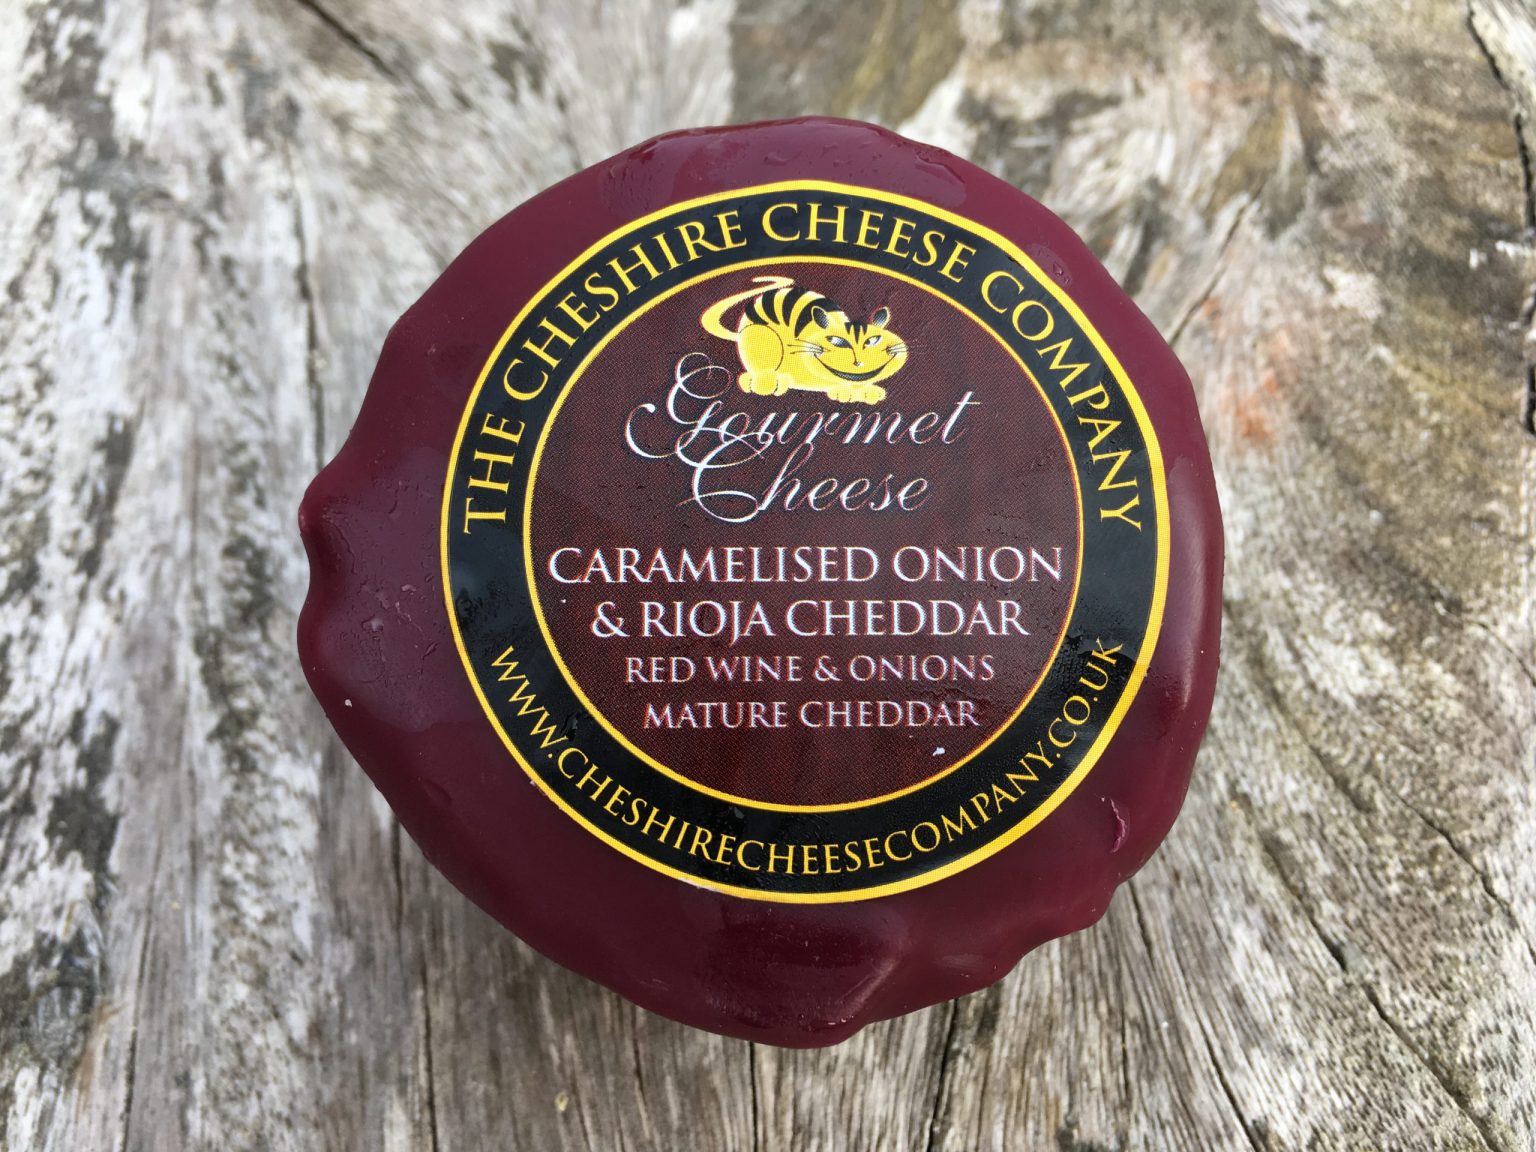 THE CHESHIRE CHEESE COMPANY
Gourmet
Cheese
CARAMELISED ONION
& RIOJA CHEDDAR
RED WINE & ONIONS
MATURE CHEDDAR
WWW.CHESHIRECHEESECOMPANY.CO.UK